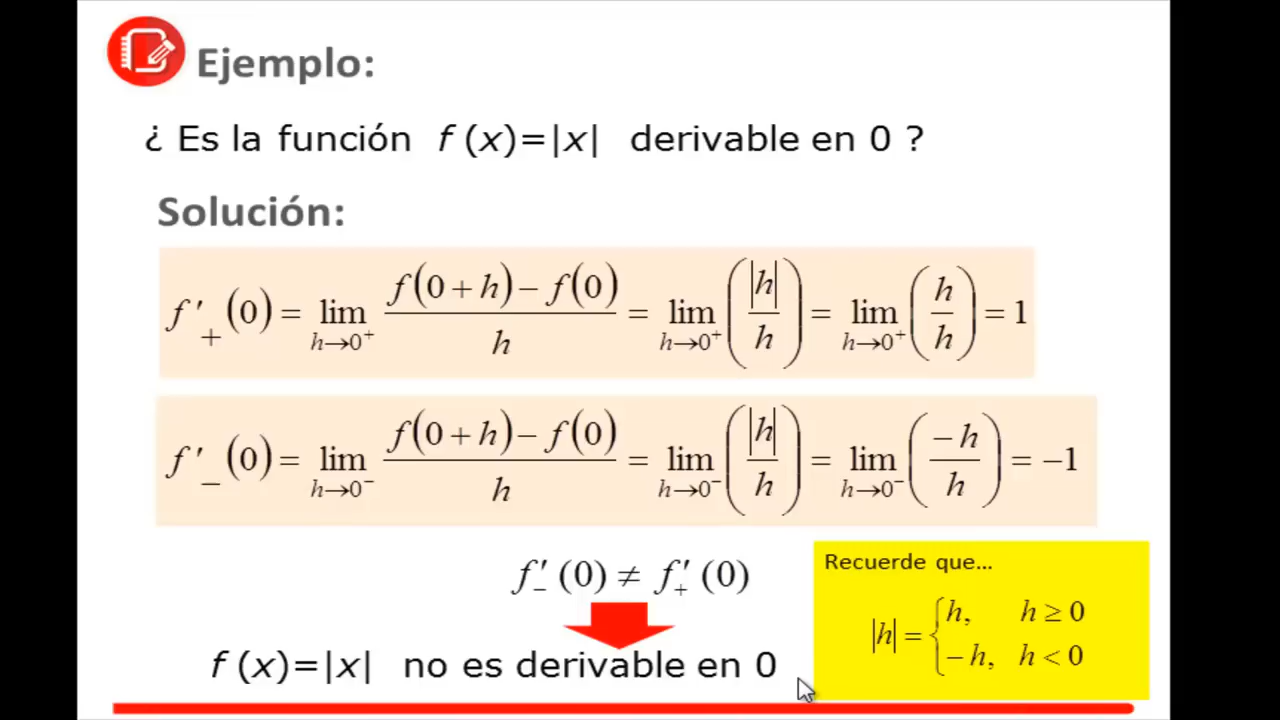 Ejemplo:
¿ Es la función f (x)=|x| derivable en 0 ?
Solución:
f'₊(0) = lim_{h→0⁺} (f(0+h) − f(0))/h = lim_{h→0⁺} (|h|/h) = lim_{h→0⁺} (h/h) = 1
f'₋(0) = lim_{h→0⁻} (f(0+h) − f(0))/h = lim_{h→0⁻} (|h|/h) = lim_{h→0⁻} (−h/h) = −1
f'₋(0) ≠ f'₊(0)
f (x)=|x| no es derivable en 0
Recuerde que...
|h| = { h, h ≥ 0
− h, h < 0